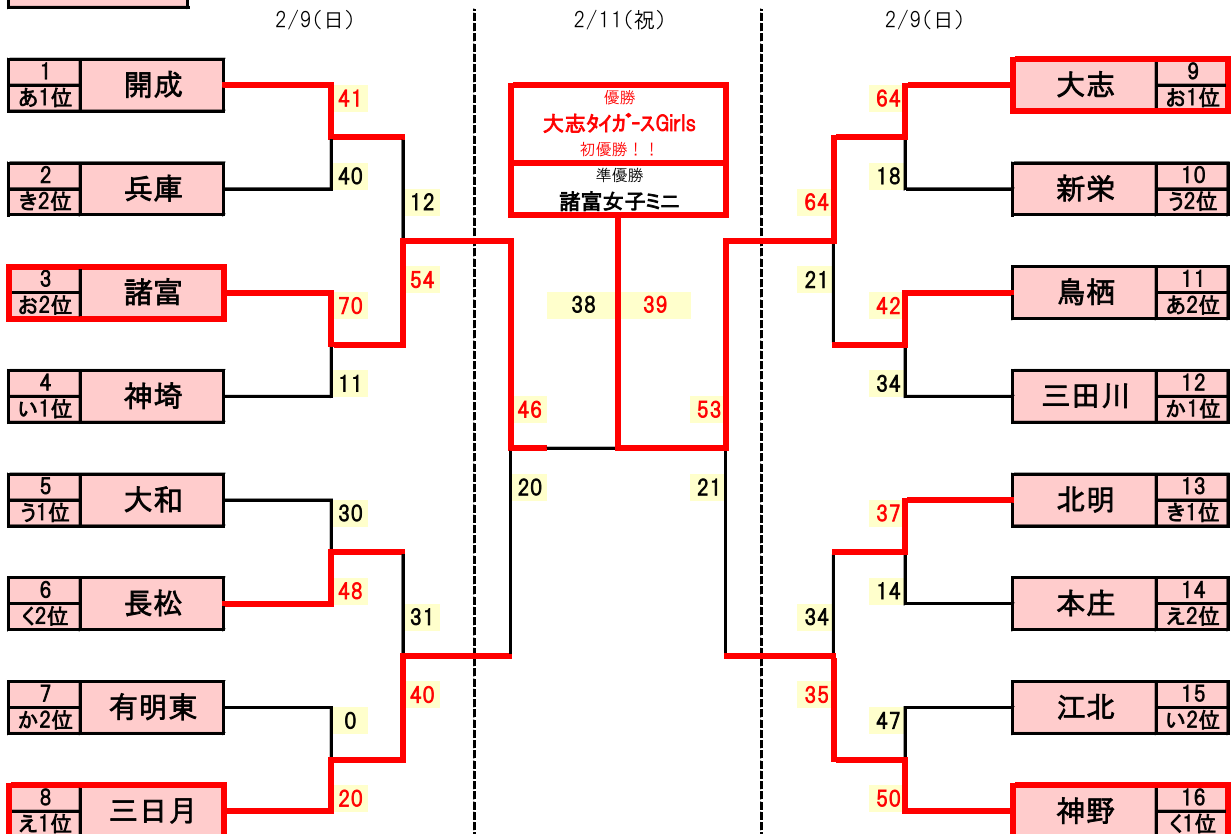 2/9(日)
2/11(祝)
2/9(日)
1
あ1位
開成
41
2
き2位
兵庫
40
12
3
お2位
諸富
70
54
4
い1位
神埼
11
5
う1位
大和
30
6
く2位
長松
48
31
7
か2位
有明東
0
40
8
え1位
三日月
20
優勝
大志タイガースGirls
初優勝！！
準優勝
諸富女子ミニ
38
39
46
20
53
21
大志
9
お1位
64
新栄
10
う2位
18
64
鳥栖
11
あ2位
42
21
三田川
12
か1位
34
北明
13
き1位
37
本庄
14
え2位
14
34
江北
15
い2位
47
35
神野
16
く1位
50